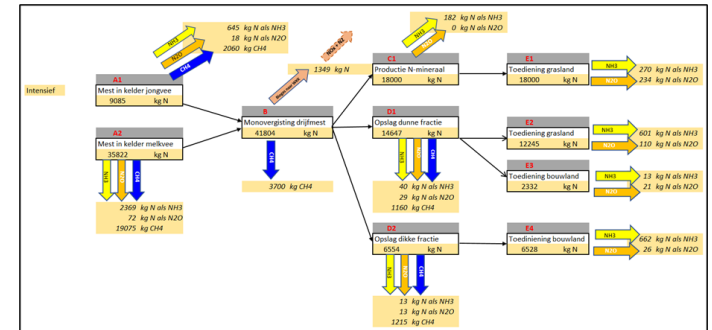 Intensief
A1
Mest in kelder jongvee
9085 kg N
NH3
N2O
CH4
645 kg N als NH3
18 kg N als N2O
2060 kg CH4
A2
Mest in kelder melkvee
35822 kg N
NH3
N2O
CH4
2369 kg N als NH3
72 kg N als N2O
19075 kg CH4
B
Monovergisting drijfmest
41804 kg N
CH4
3700 kg CH4
1349 kg N
C1
Productie N-mineraal
18000 kg N
NH3
N2O
182 kg N als NH3
0 kg N als N2O
D1
Opslag dunne fractie
14647 kg N
NH3
N2O
CH4
40 kg N als NH3
29 kg N als N2O
1160 kg CH4
D2
Opslag dikke fractie
6554 kg N
NH3
N2O
CH4
13 kg N als NH3
13 kg N als N2O
1215 kg CH4
E1
Toediening grasland
18000 kg N
NH3
N2O
270 kg N als NH3
234 kg N als N2O
E2
Toediening grasland
12245 kg N
NH3
N2O
601 kg N als NH3
110 kg N als N2O
E3
Toediening bouwland
2332 kg N
NH3
N2O
13 kg N als NH3
21 kg N als N2O
E4
Toediniening bouwland
6528 kg N
NH3
N2O
662 kg N als NH3
26 kg N als N2O